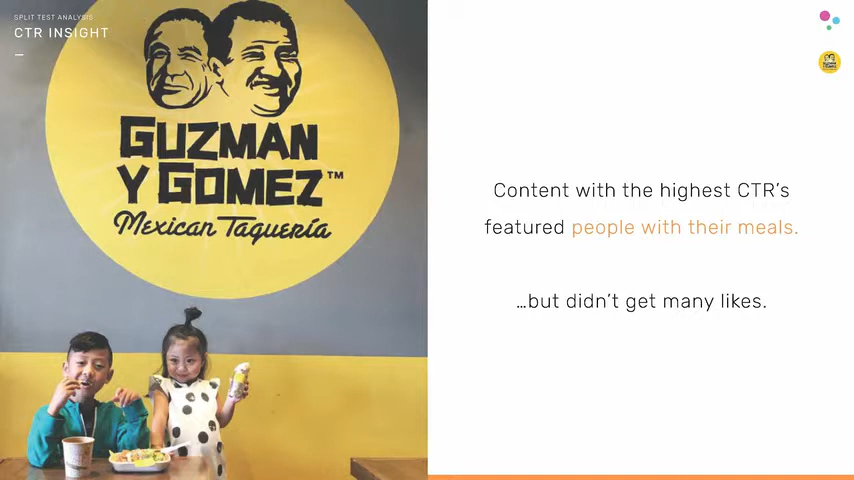 SPLIT TEST ANALYSIS
CTR INSIGHT
GUZMAN
Y GOMEZ™
Mexican Taquería
Content with the highest CTR's
featured people with their meals.
...but didn't get many likes.